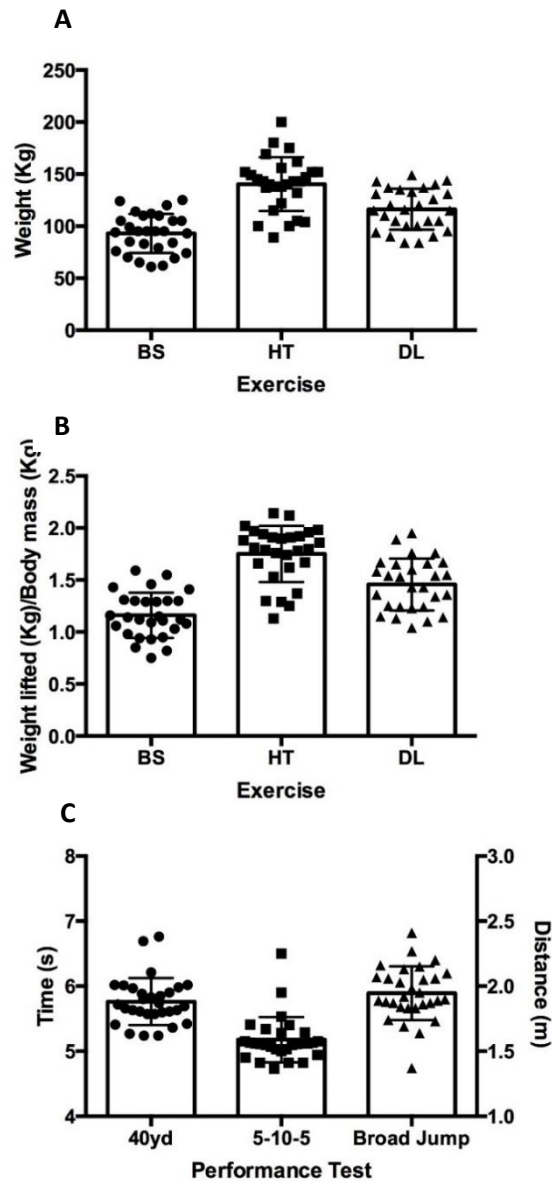 A
Weight (Kg)
250
200
150
100
50
0
BS HT DL
Exercise
B
Weight lifted (Kg)/Body mass (Kg)
2.5
2.0
1.5
1.0
0.5
0.0
BS HT DL
Exercise
C
Time (s)
8
7
6
5
4
3.0
2.5
2.0
1.5
1.0
Distance (m)
40yd 5-10-5 Broad Jump
Performance Test